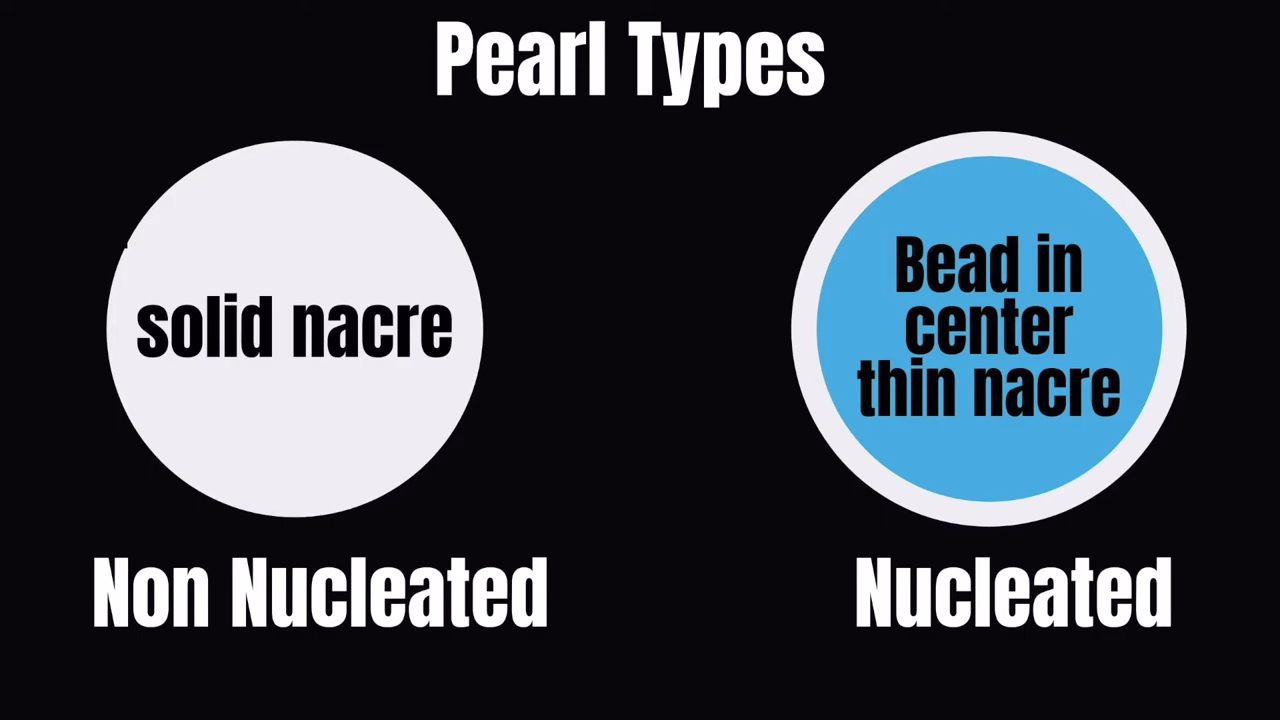 Pearl Types
solid nacre
Bead in
center
thin nacre
Non Nucleated
Nucleated